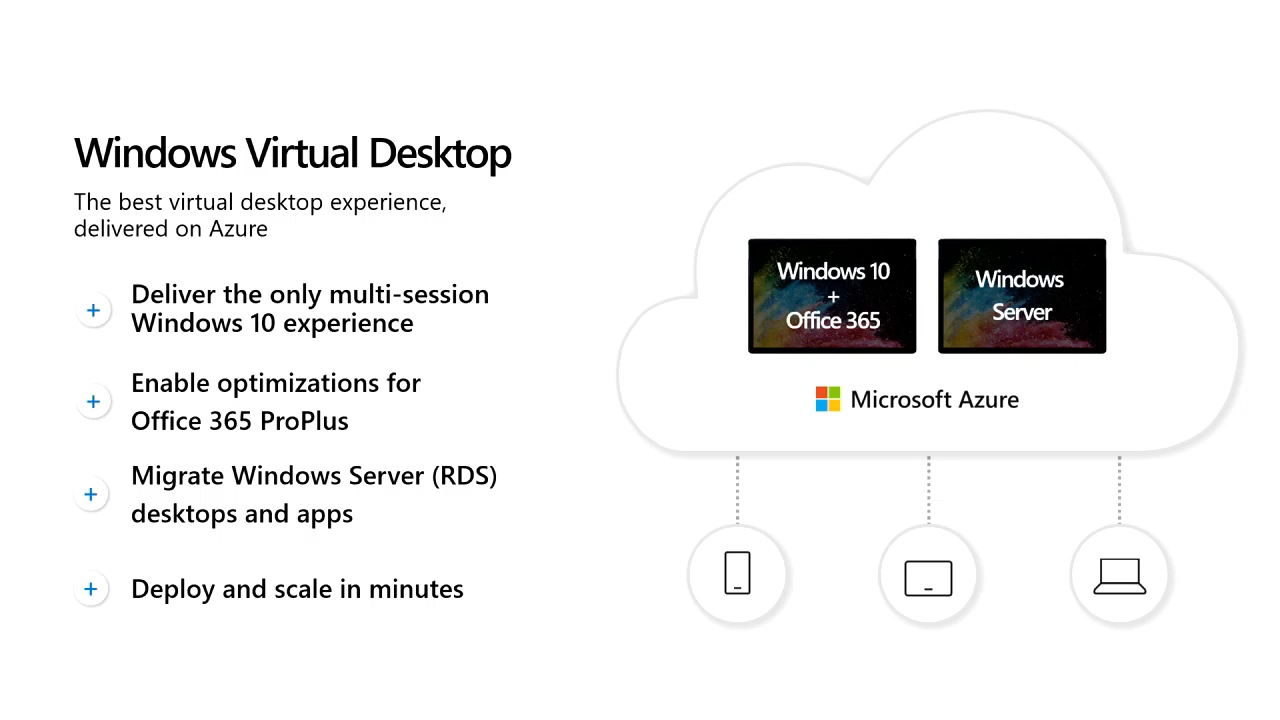 Windows Virtual Desktop
The best virtual desktop experience,
delivered on Azure
Deliver the only multi-session
Windows 10 experience
Enable optimizations for
Office 365 ProPlus
Migrate Windows Server (RDS)
desktops and apps
Deploy and scale in minutes
Windows 10
+
Office 365
Windows
Server
Microsoft Azure